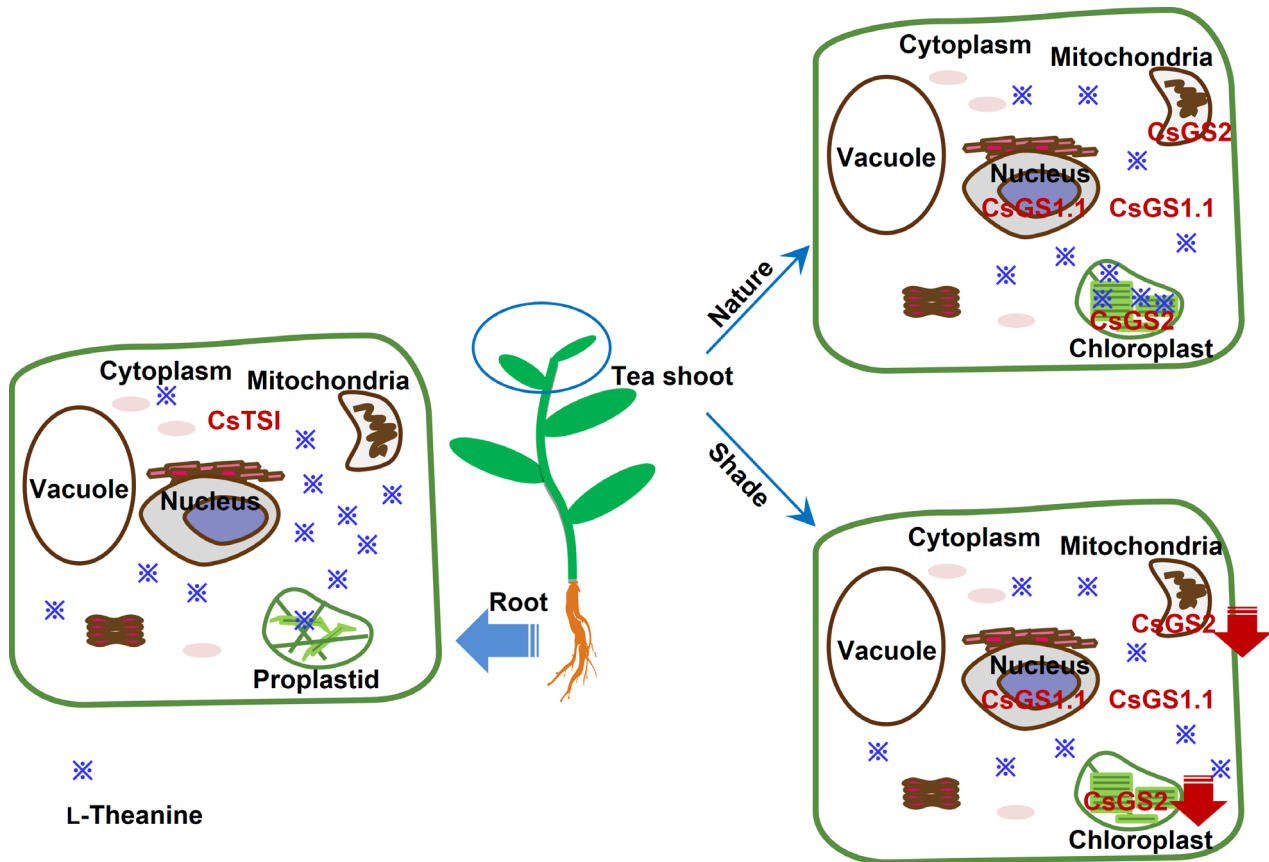 Cytoplasm
Mitochondria
CsTSI
Vacuole
Nucleus
Proplastid
L-Theanine
Root
Tea shoot
Nature
Shade
Cytoplasm
Mitochondria
CsGS2
Vacuole
Nucleus
CsGS1.1
CsGS1.1
CsGS2
Chloroplast
Cytoplasm
Mitochondria
CsGS2
Vacuole
Nucleus
CsGS1.1
CsGS1.1
CsGS2
Chloroplast